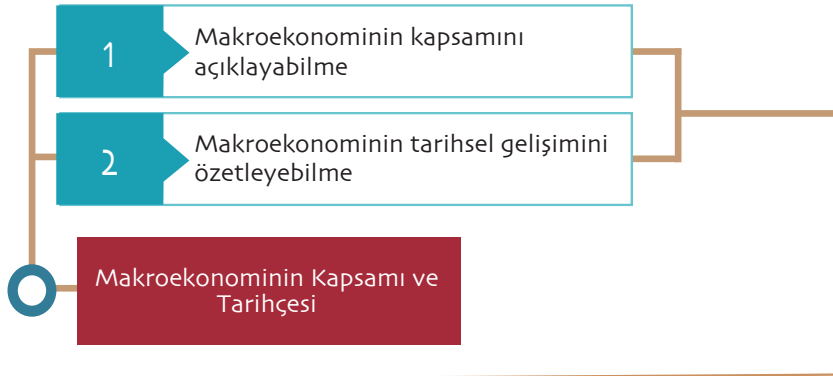 1
Makroekonominin kapsamını
açıklayabilme
2
Makroekonominin tarihsel gelişimini
özetleyebilme
Makroekonominin Kapsamı ve
Tarihçesi